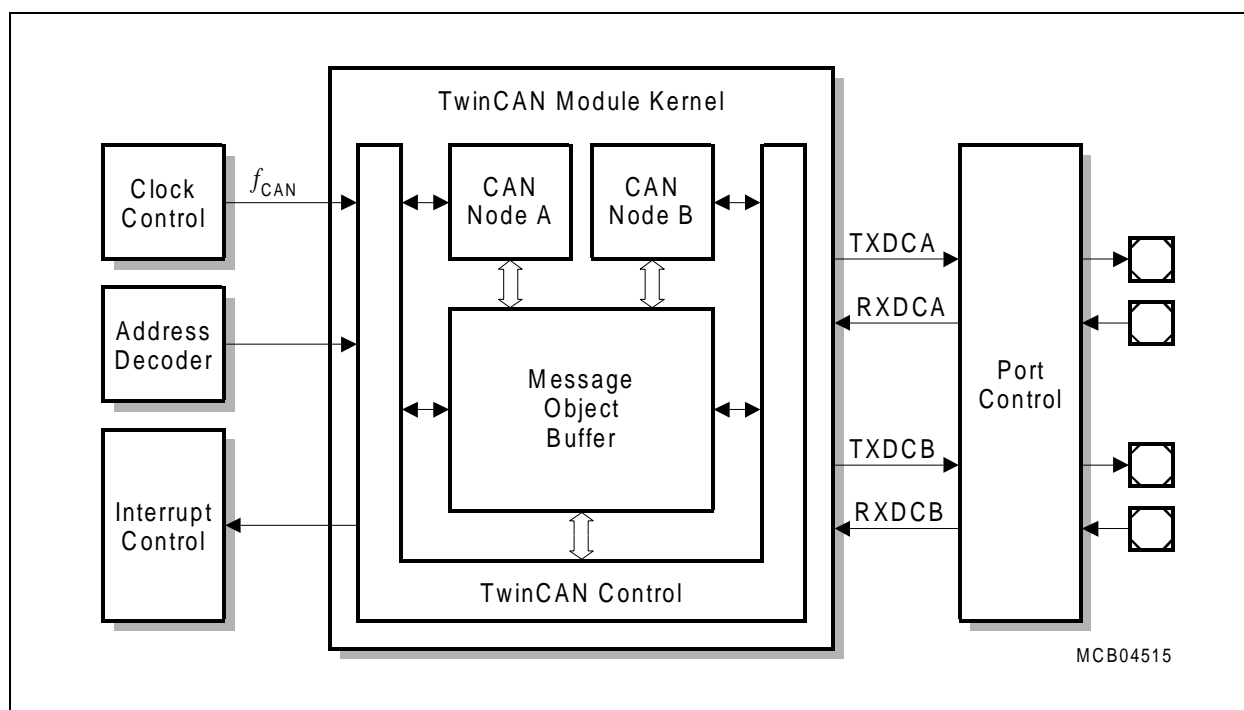 TwinCAN Module Kernel
Clock
Control
fCAN
CAN
Node A
CAN
Node B
Address
Decoder
Message
Object
Buffer
Interrupt
Control
TwinCAN Control
TXDCA
RXDCA
TXDCB
RXDCB
Port
Control
MCB04515